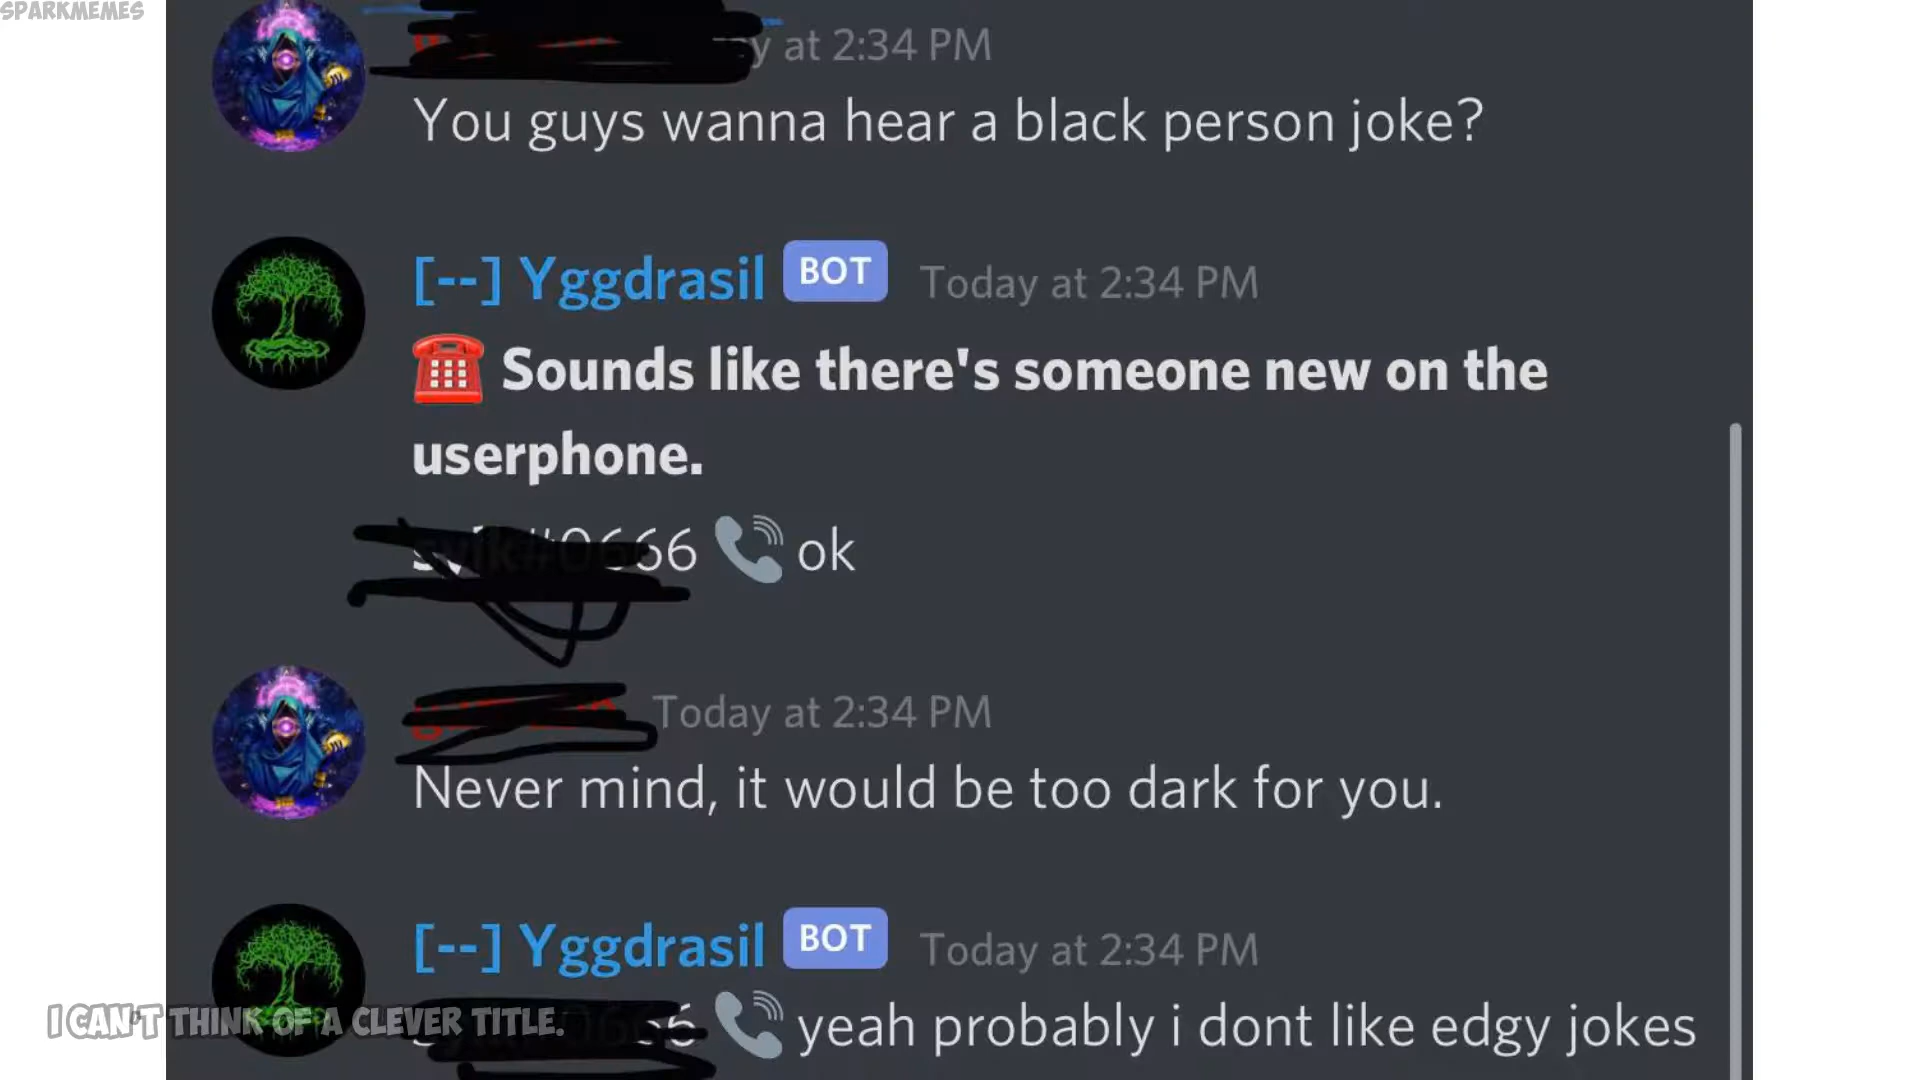 SPARKMEMES
y at 2:34 PM
You guys wanna hear a black person joke?
[--] Yggdrasil BOT Today at 2:34 PM
☎️ Sounds like there's someone new on the
userphone.
#0666 📞 ok
Today at 2:34 PM
Never mind, it would be too dark for you.
[--] Yggdrasil BOT Today at 2:34 PM
📞 yeah probably i dont like edgy jokes
I CAN'T THINK OF A CLEVER TITLE.